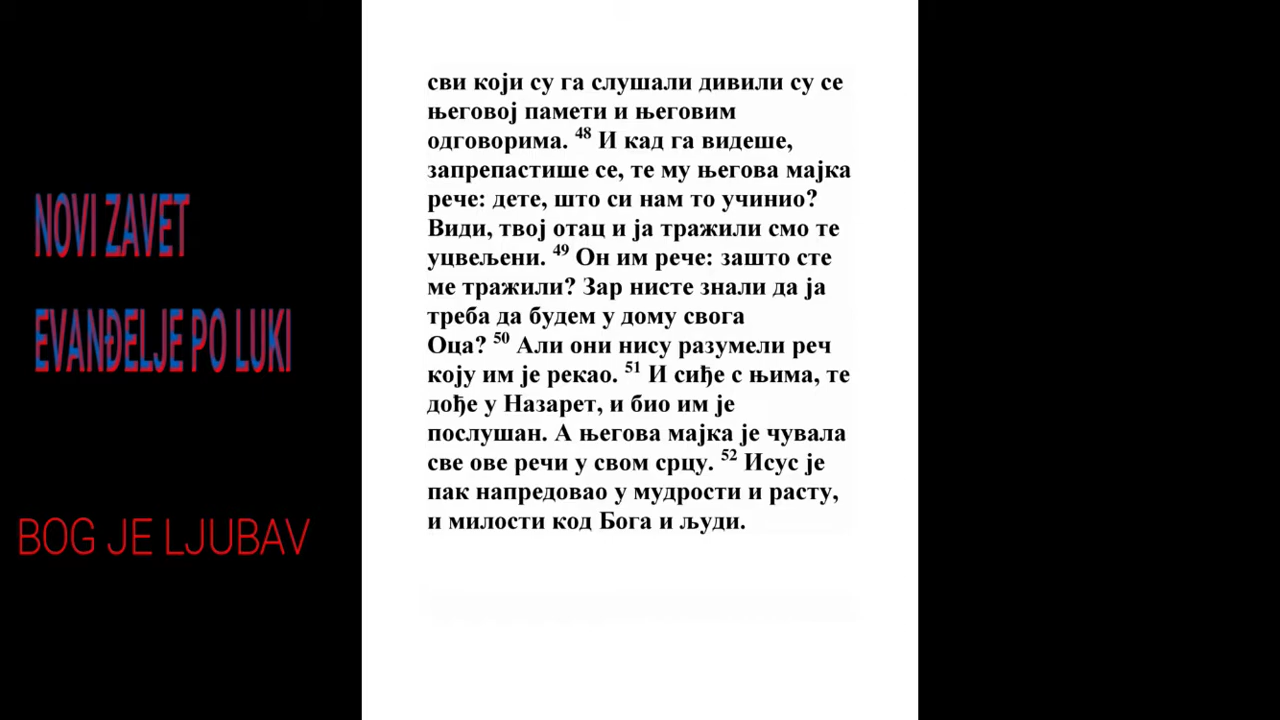 NOVI ZAVET
EVANĐELJE PO LUKI
BOG JE LJUBAV
сви који су га слушали дивили су се
његовој памети и његовим
одговорима. 48 И кад га видеше,
запрепастише се, те му његова мајка
рече: дете, што си нам то учинио?
Види, твој отац и ја тражили смо те
уцвељени. 49 Он им рече: зашто сте
ме тражили? Зар нисте знали да ја
треба да будем у дому свога
Оца? 50 Али они нису разумели реч
коју им је рекао. 51 И сиђе с њима, те
дође у Назарет, и био им је
послушан. А његова мајка је чувала
све ове речи у свом срцу. 52 Исус је
пак напредовао у мудрости и расту,
и милости код Бога и људи.